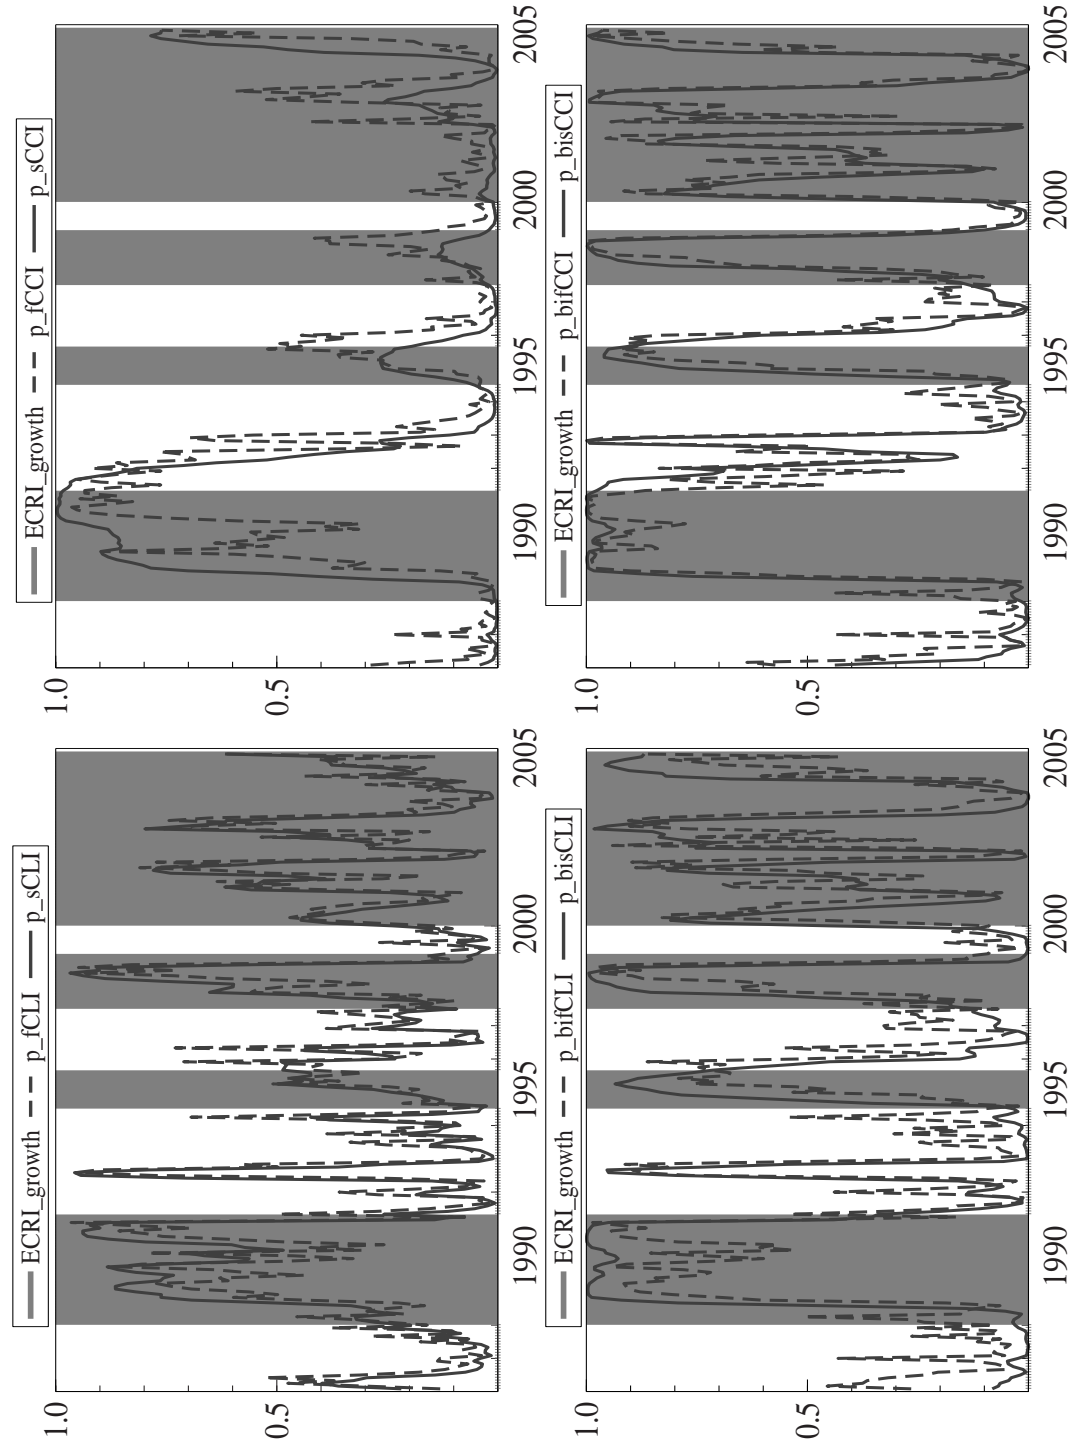 ECRI_growth p_fCLI p_sCLI
1.0
0.5
1990 1995 2000 2005
ECRI_growth p_fCCI p_sCCI
1.0
0.5
1990 1995 2000 2005
ECRI_growth p_bifCLI p_bisCLI
1.0
0.5
1990 1995 2000 2005
ECRI_growth p_bifCCI p_bisCCI
1.0
0.5
1990 1995 2000 2005